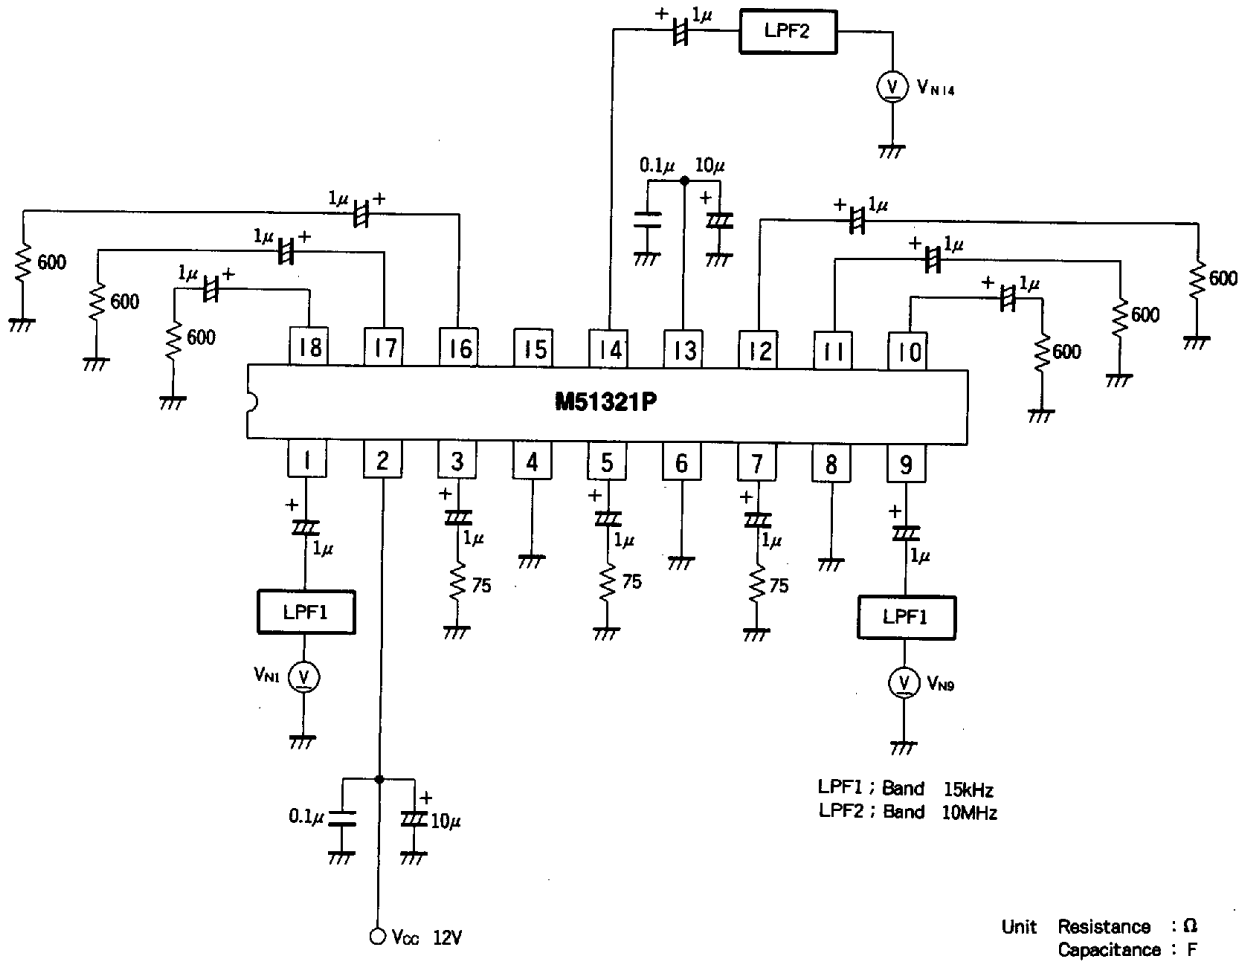 + 1μ LPF2
V VN14
0.1μ 10μ
+
1μ +
+ 1μ
600
1μ +
+ 1μ
600
600
1μ +
+ 1μ
600
600
600
18 17 16 15 14 13 12 11 10
M51321P
1 2 3 4 5 6 7 8 9
+ + + + +
1μ 1μ 1μ 1μ 1μ
75 75 75
LPF1 LPF1
VN1 V
V VN9
LPF1 ; Band 15kHz
LPF2 ; Band 10MHz
+
0.1μ 10μ
VCC 12V
Unit Resistance : Ω
Capacitance : F